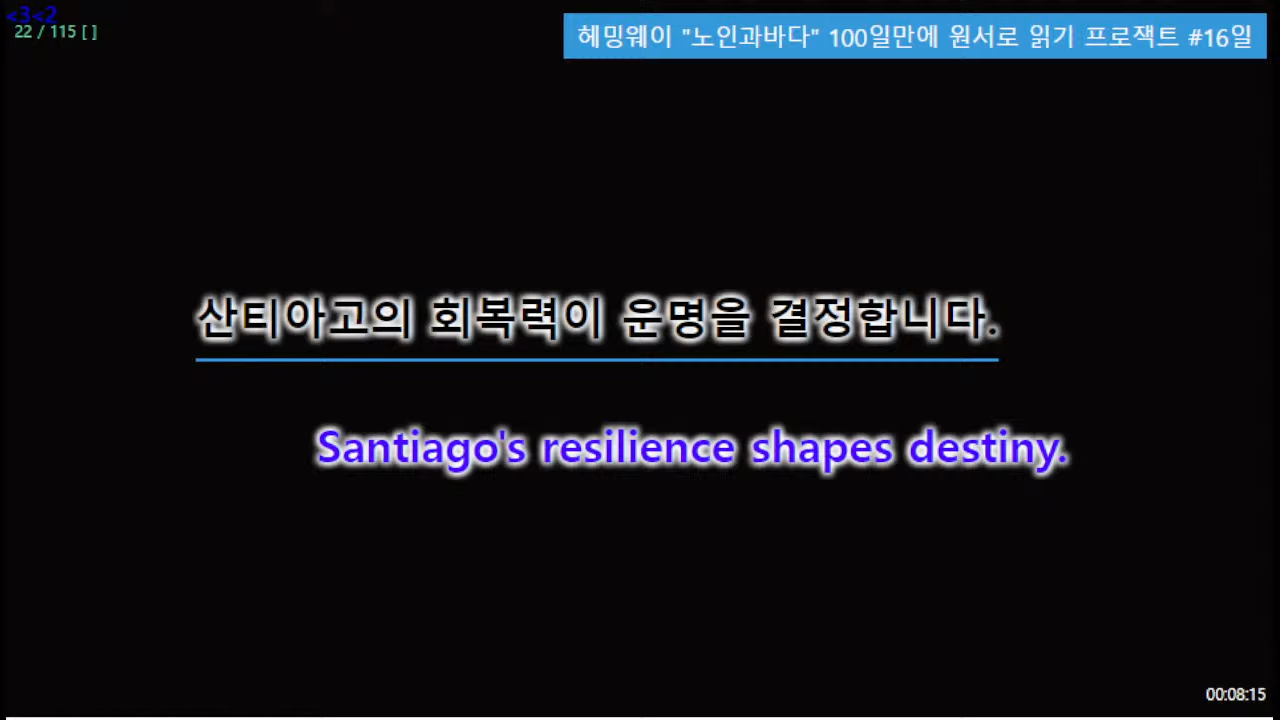 <3<2
22 / 115 [ ]
헤밍웨이 "노인과바다" 100일만에 원서로 읽기 프로잭트 #16일
산티아고의 회복력이 운명을 결정합니다.
Santiago's resilience shapes destiny.
00:08:15